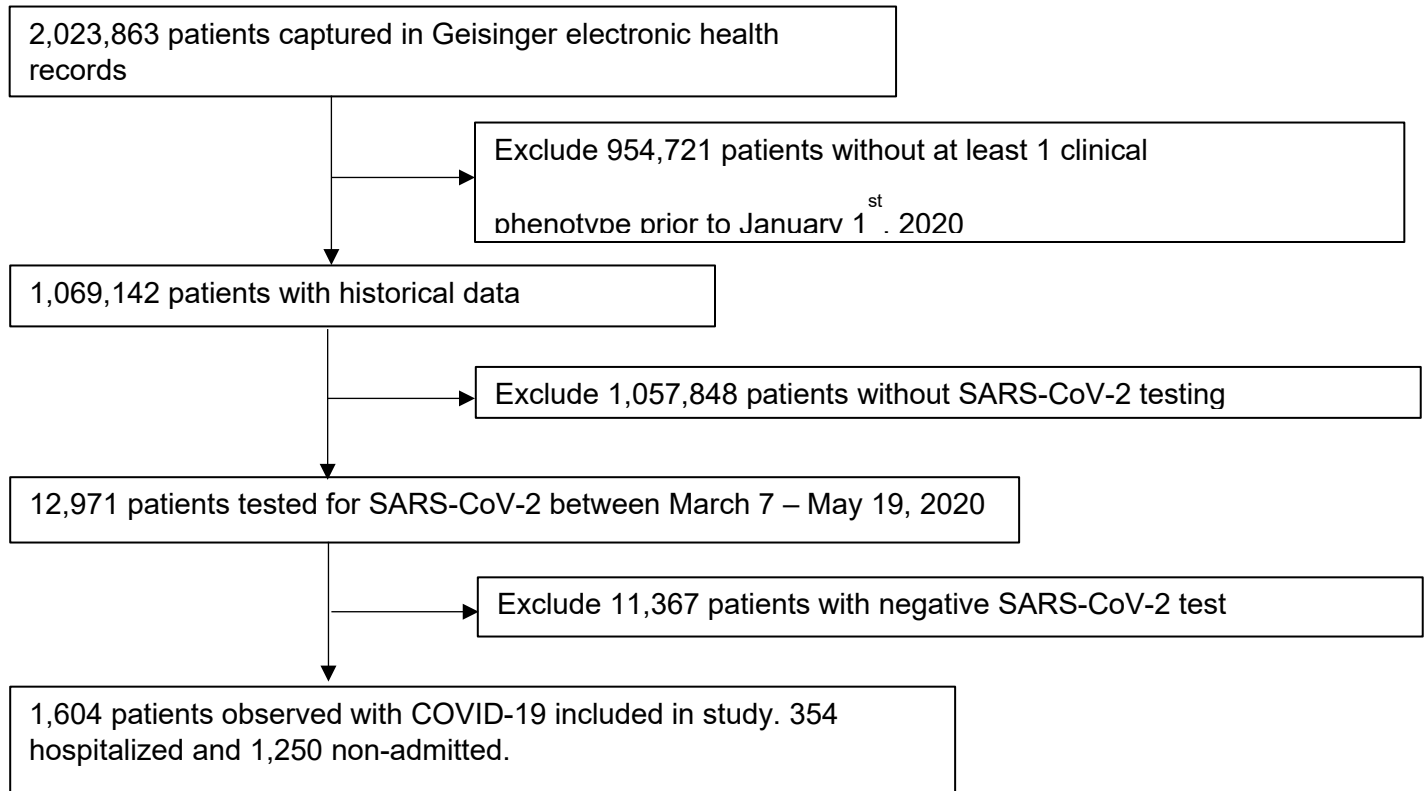 2,023,863 patients captured in Geisinger electronic health
records
Exclude 954,721 patients without at least 1 clinical
phenotype prior to January 1st, 2020
1,069,142 patients with historical data
Exclude 1,057,848 patients without SARS-CoV-2 testing
12,971 patients tested for SARS-CoV-2 between March 7 – May 19, 2020
Exclude 11,367 patients with negative SARS-CoV-2 test
1,604 patients observed with COVID-19 included in study. 354
hospitalized and 1,250 non-admitted.